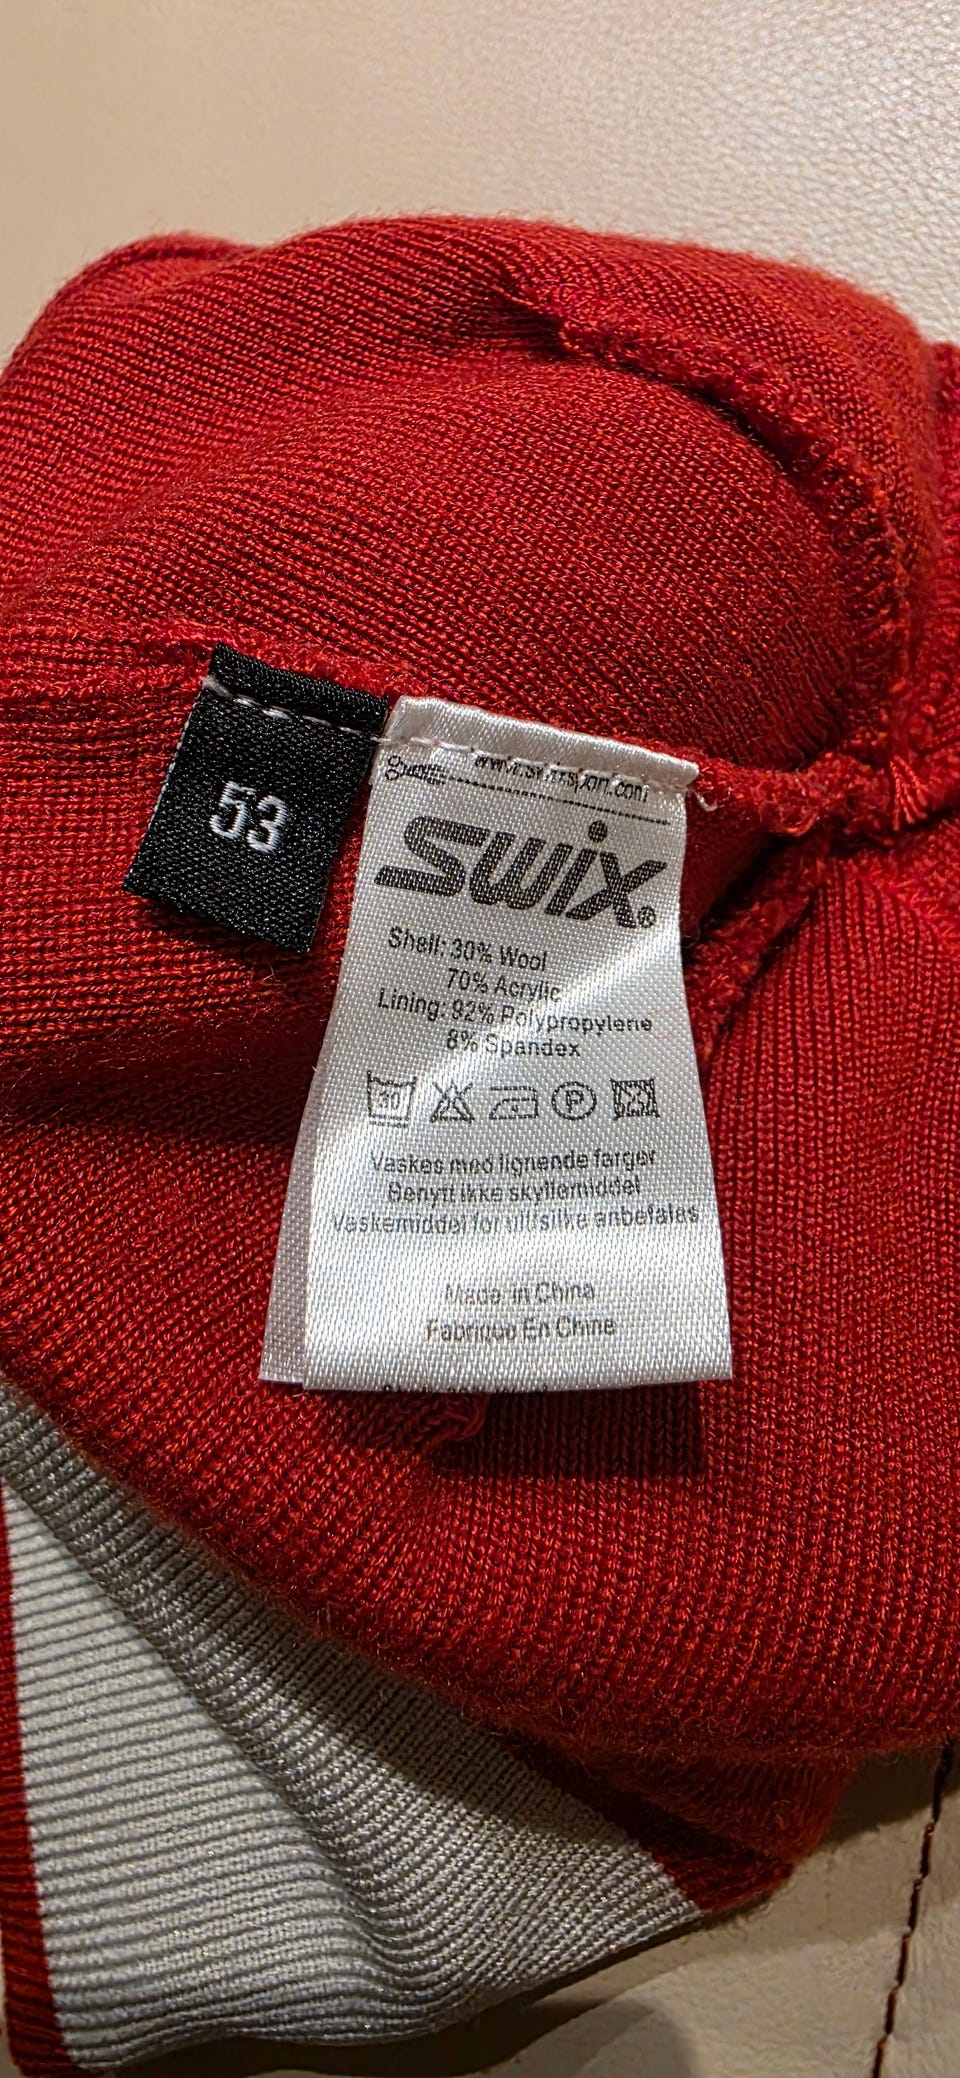 53
www.swixsport.com
Swix®
Shell: 30% Wool
70% Acrylic
Lining: 92% Polypropylene
8% Spandex
30 P
Vaskes med lignende farger
Benytt ikke skyllemiddel
Vaskemiddel for ull/silke anbefales
Made in China
Fabrique En Chine